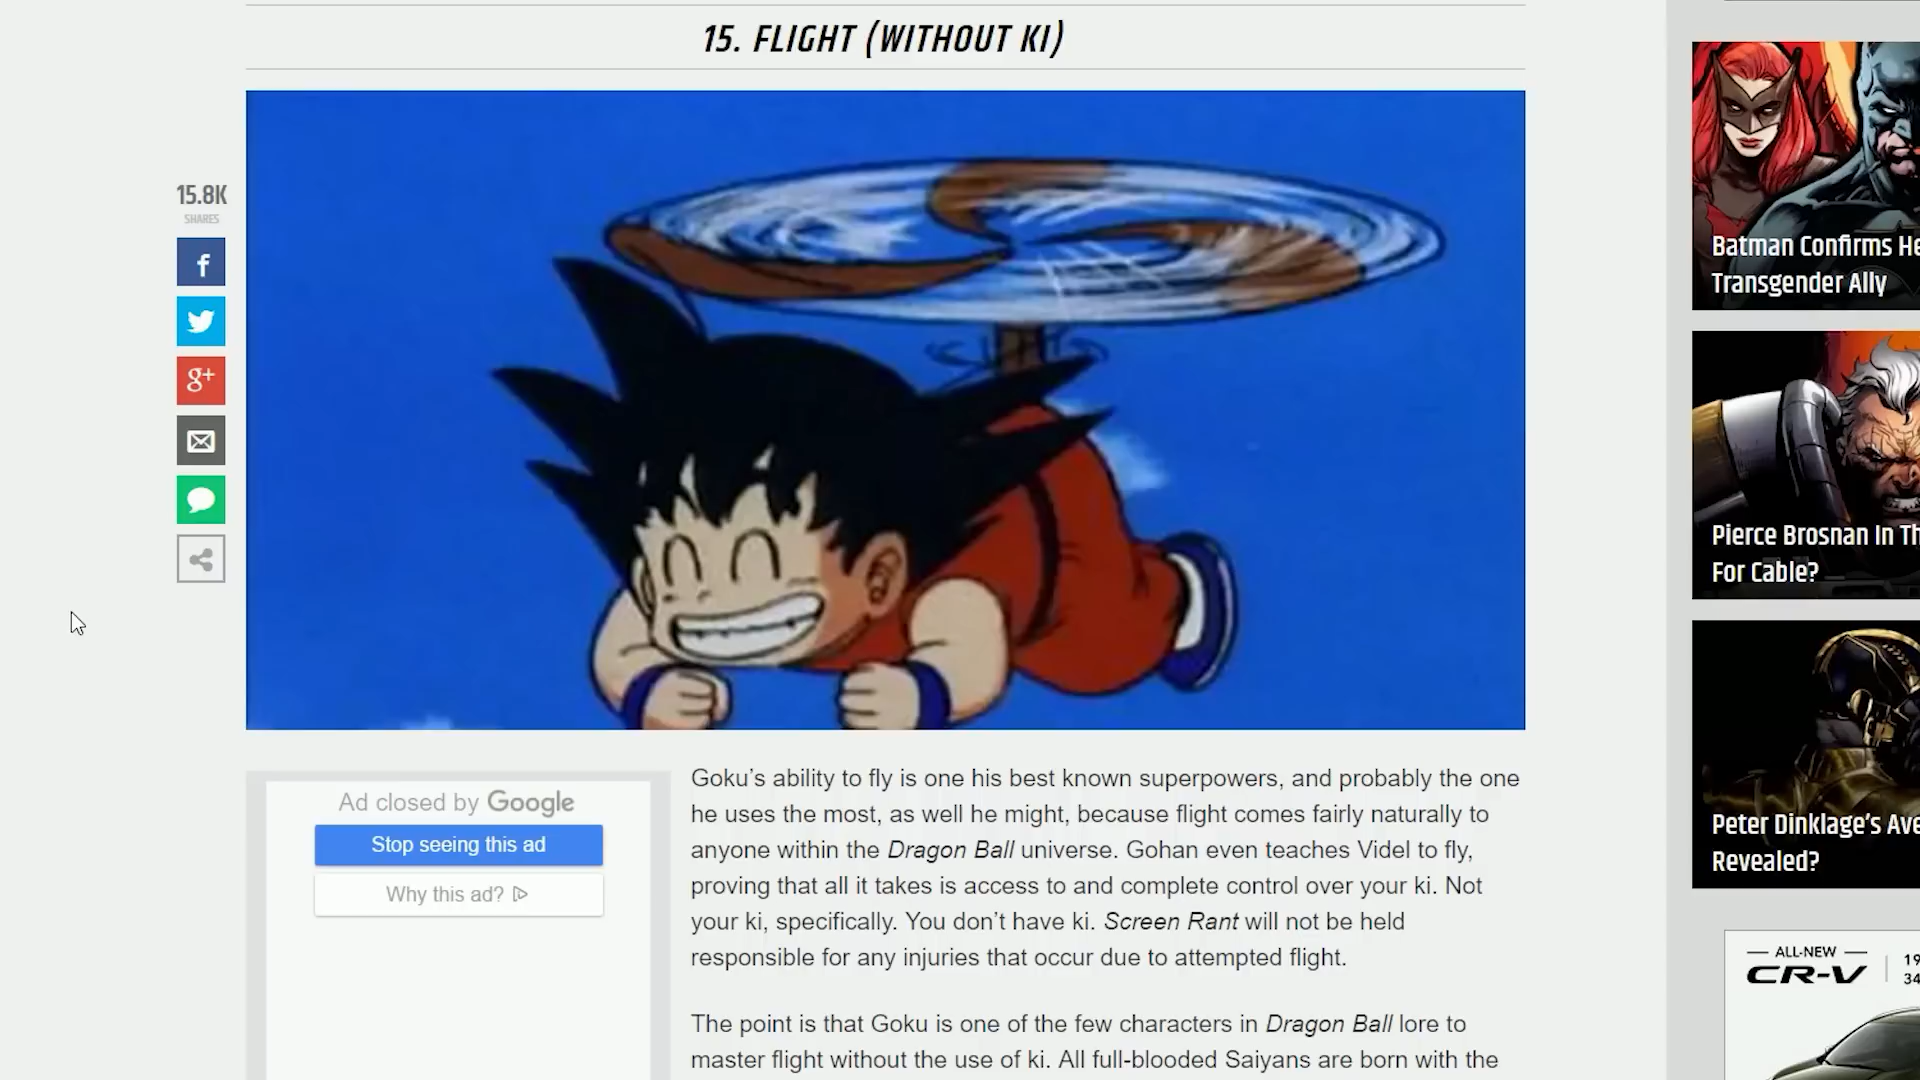 15. FLIGHT (WITHOUT KI)
15.8K
SHARES
f
g+
Goku’s ability to fly is one his best known superpowers, and probably the one
he uses the most, as well he might, because flight comes fairly naturally to
anyone within the Dragon Ball universe. Gohan even teaches Videl to fly,
proving that all it takes is access to and complete control over your ki. Not
your ki, specifically. You don’t have ki. Screen Rant will not be held
responsible for any injuries that occur due to attempted flight.
The point is that Goku is one of the few characters in Dragon Ball lore to
master flight without the use of ki. All full-blooded Saiyans are born with the
Ad closed by Google
Stop seeing this ad
Why this ad?
Batman Confirms He
Transgender Ally
Pierce Brosnan In Th
For Cable?
Peter Dinklage’s Ave
Revealed?
ALL-NEW
CR-V
19
34